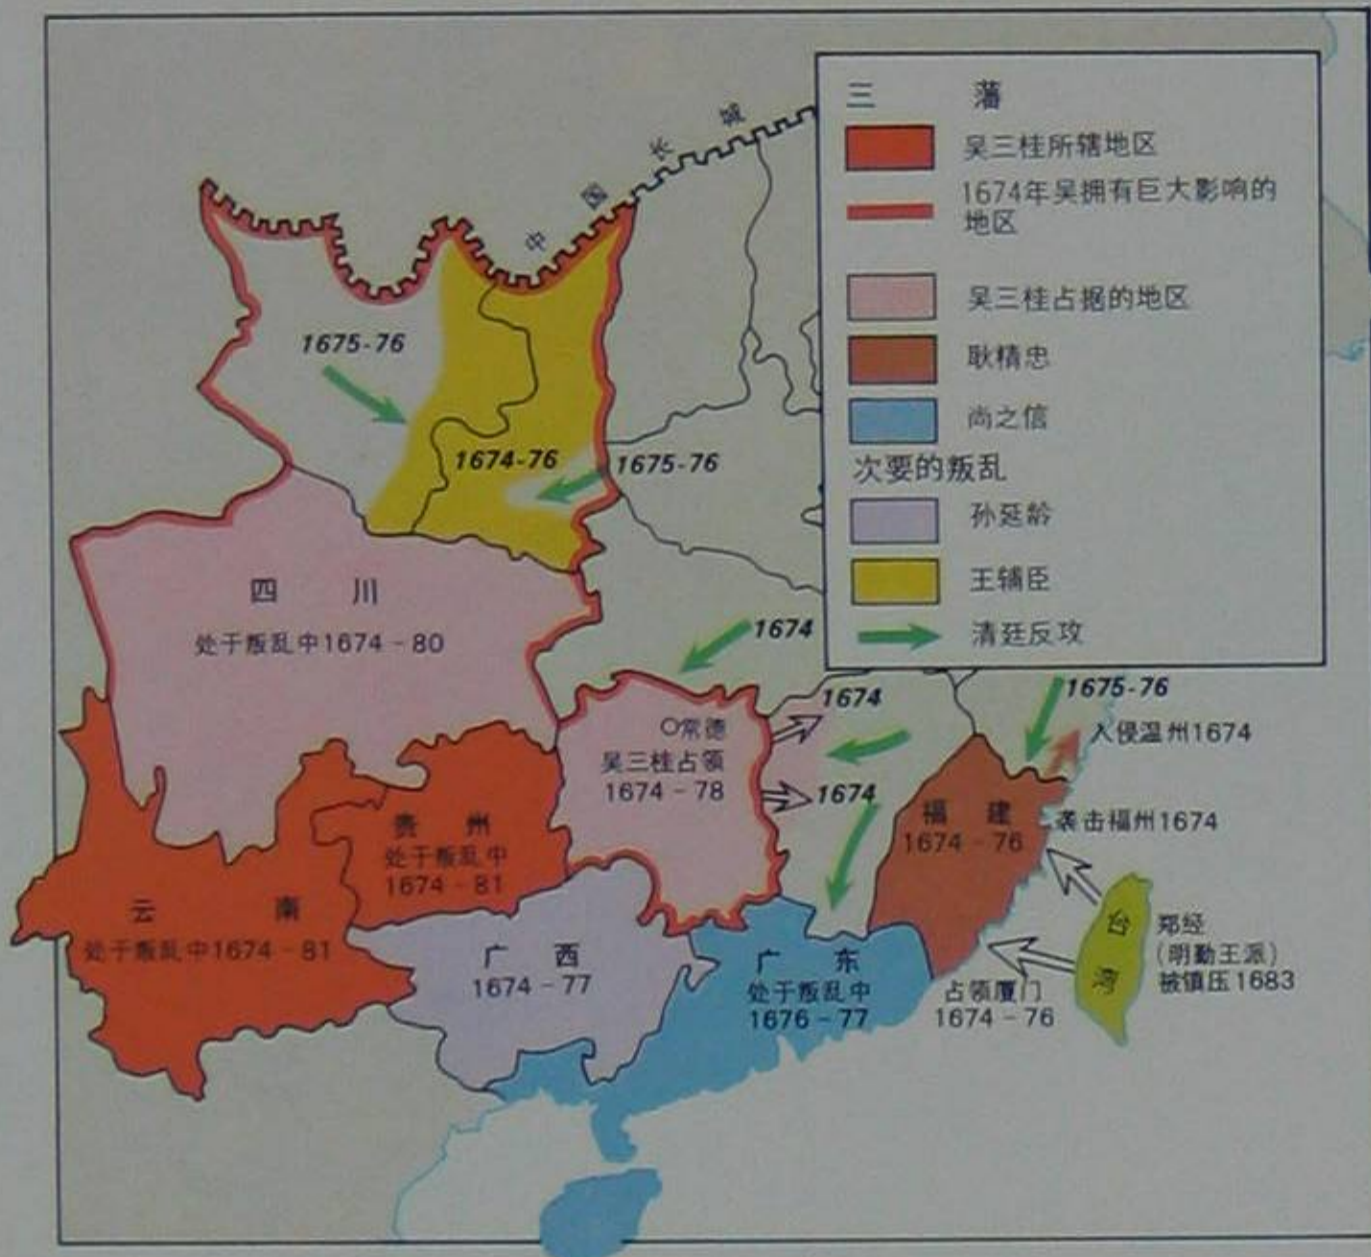 三 藩
吴三桂所辖地区
1674年吴拥有巨大影响的
地区
吴三桂占据的地区
耿精忠
尚之信
次要的叛乱
孙延龄
王辅臣
清廷反攻
中国长城
1675-76
1674-76
1675-76
四川
处于叛乱中1674-80
1674
1674
1675-76
入侵温州1674
常德
吴三桂占领
1674-78
1674
福建
1674-76
袭击福州1674
贵州
处于叛乱中
1674-81
云南
处于叛乱中1674-81
广西
1674-77
广东
处于叛乱中
1676-77
占领厦门
1674-76
台湾
郑经
(明勤王派)
被镇压1683